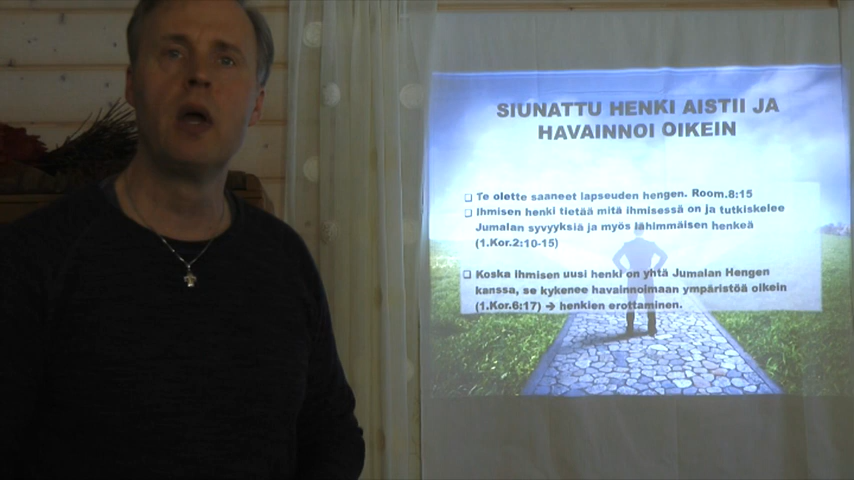 SIUNATTU HENKI AISTII JA
HAVAINNOI OIKEIN
❑ Te olette saaneet lapseuden hengen. Room.8:15
❑ Ihmisen henki tietää mitä ihmisessä on ja tutkiskelee
Jumalan syvyyksiä ja myös lähimmäisen henkeä
(1.Kor.2:10-15)
❑ Koska ihmisen uusi henki on yhtä Jumalan Hengen
kanssa, se kykenee havainnoimaan ympäristöä oikein
(1.Kor.6:17) → henkien erottaminen.